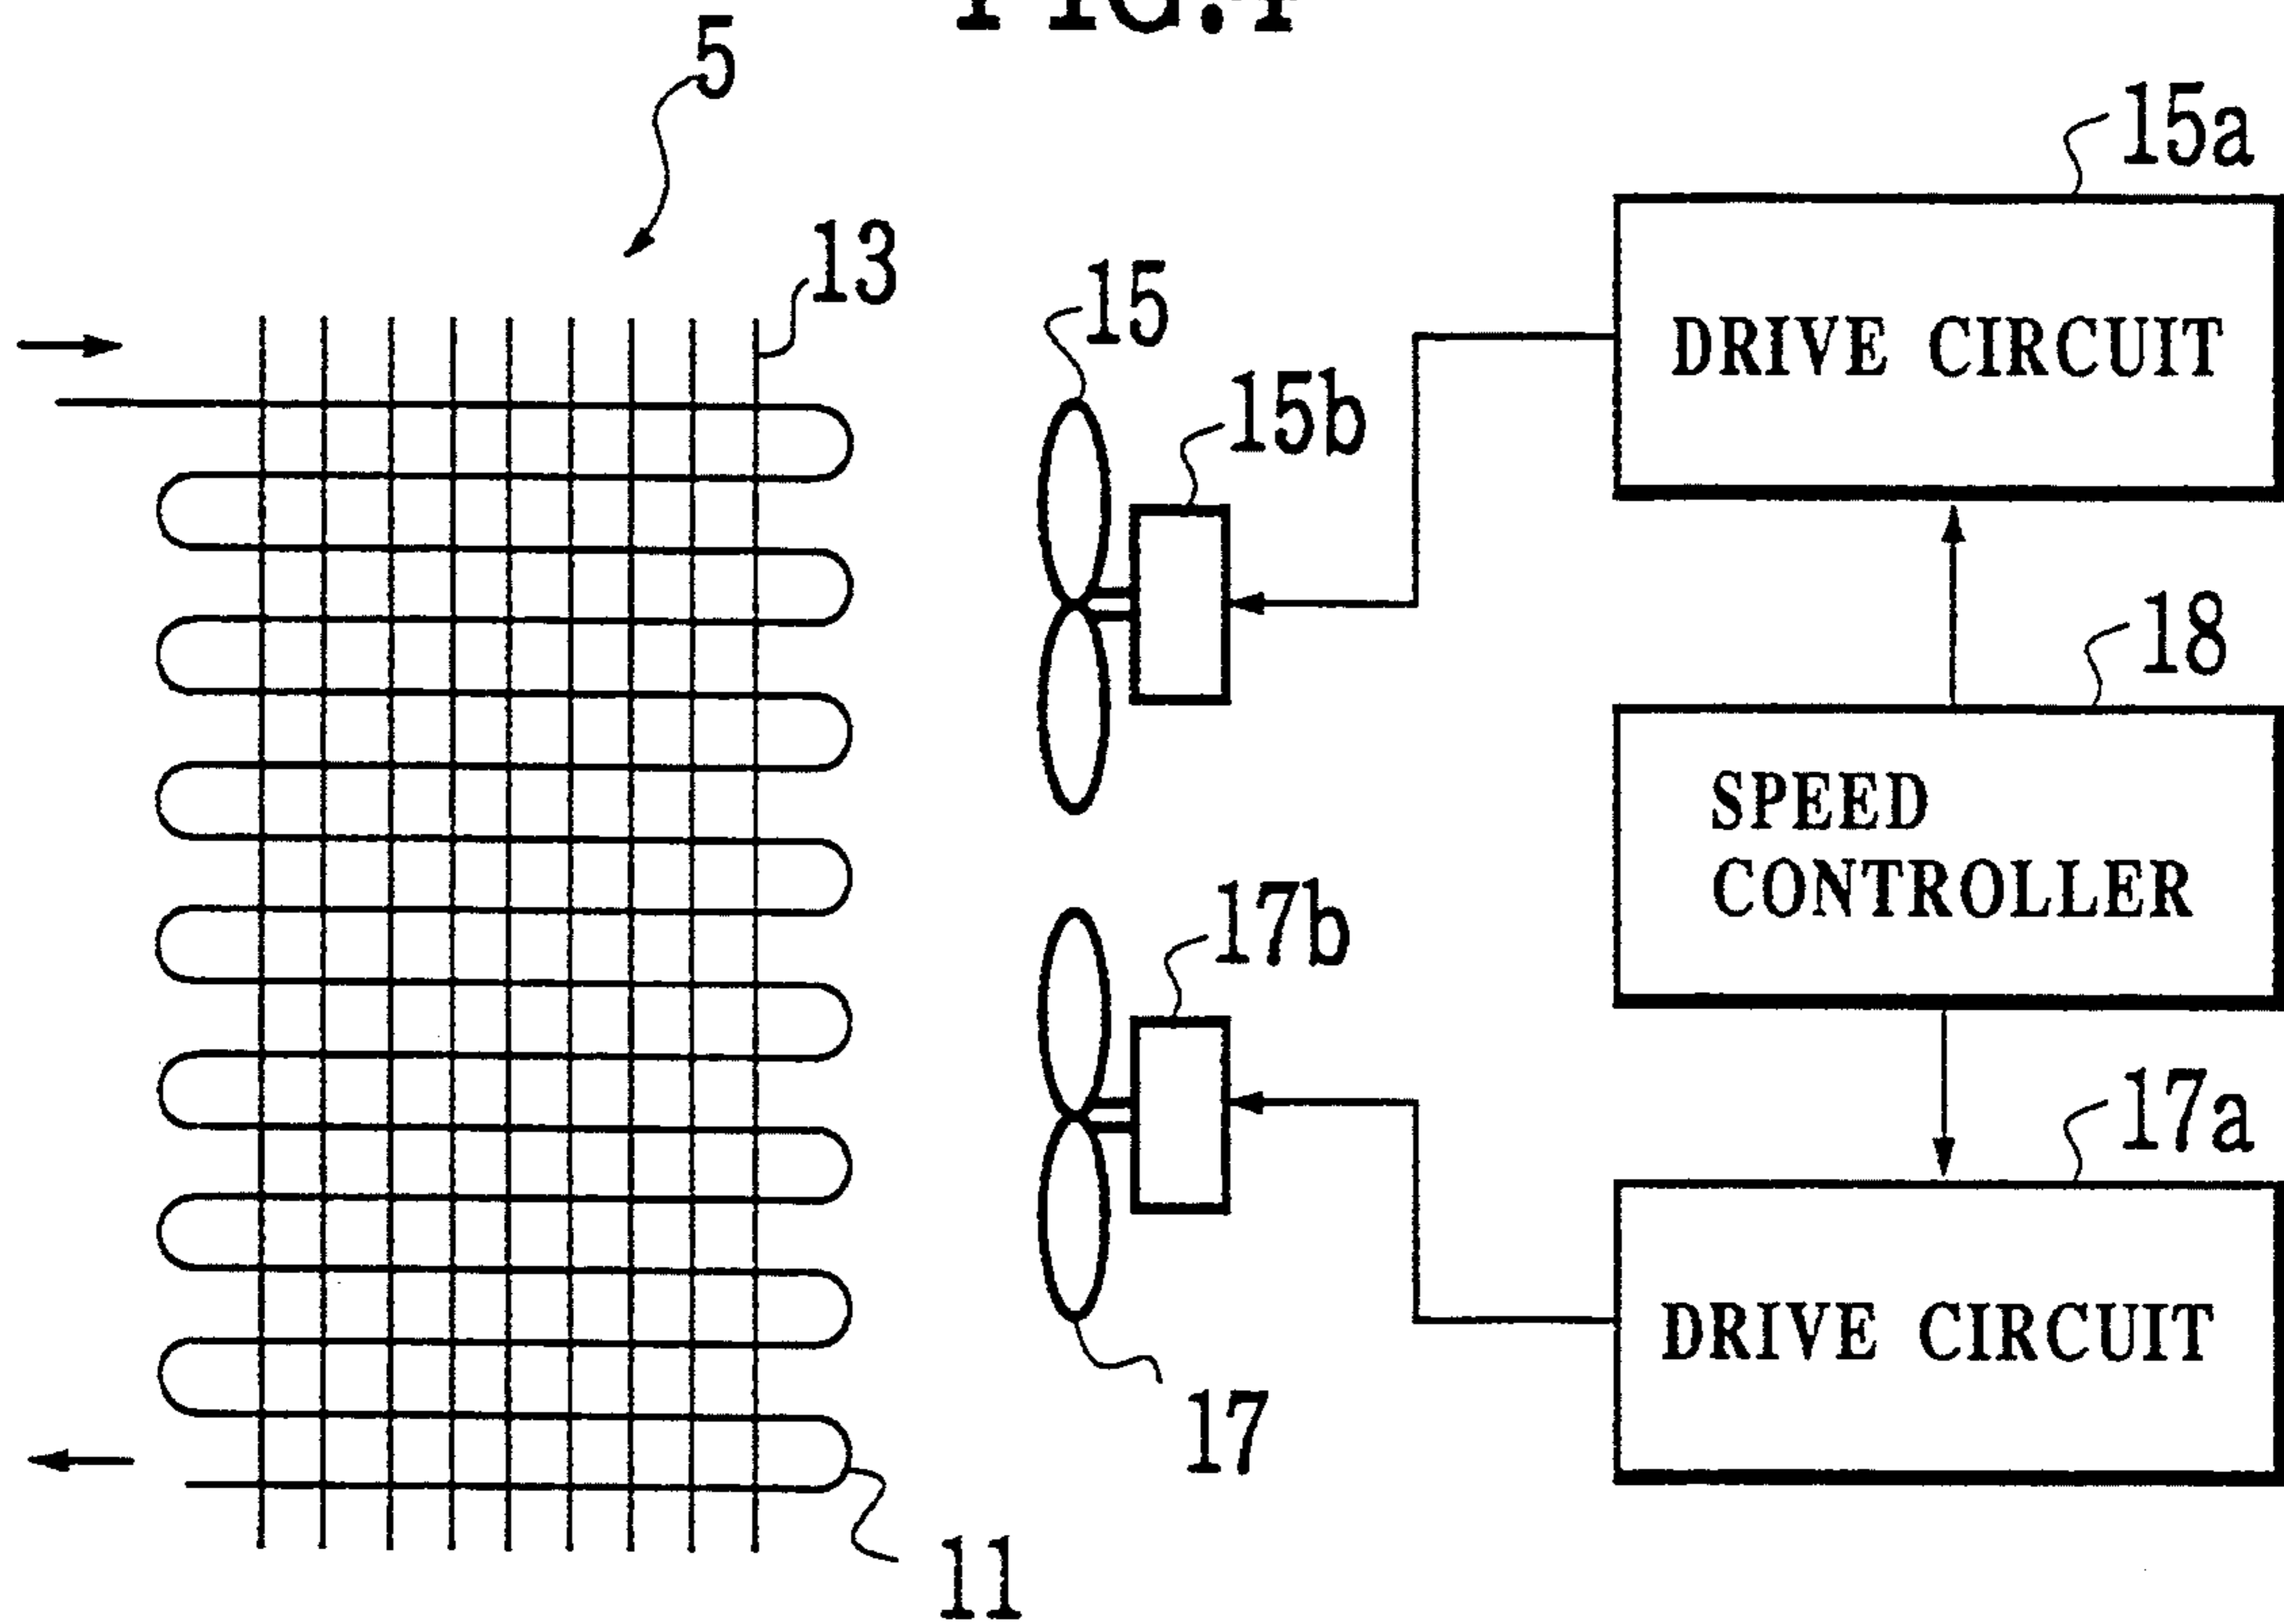 5
15a
13
15
DRIVE CIRCUIT
15b
18
SPEED
CONTROLLER
17b
17a
DRIVE CIRCUIT
17
11